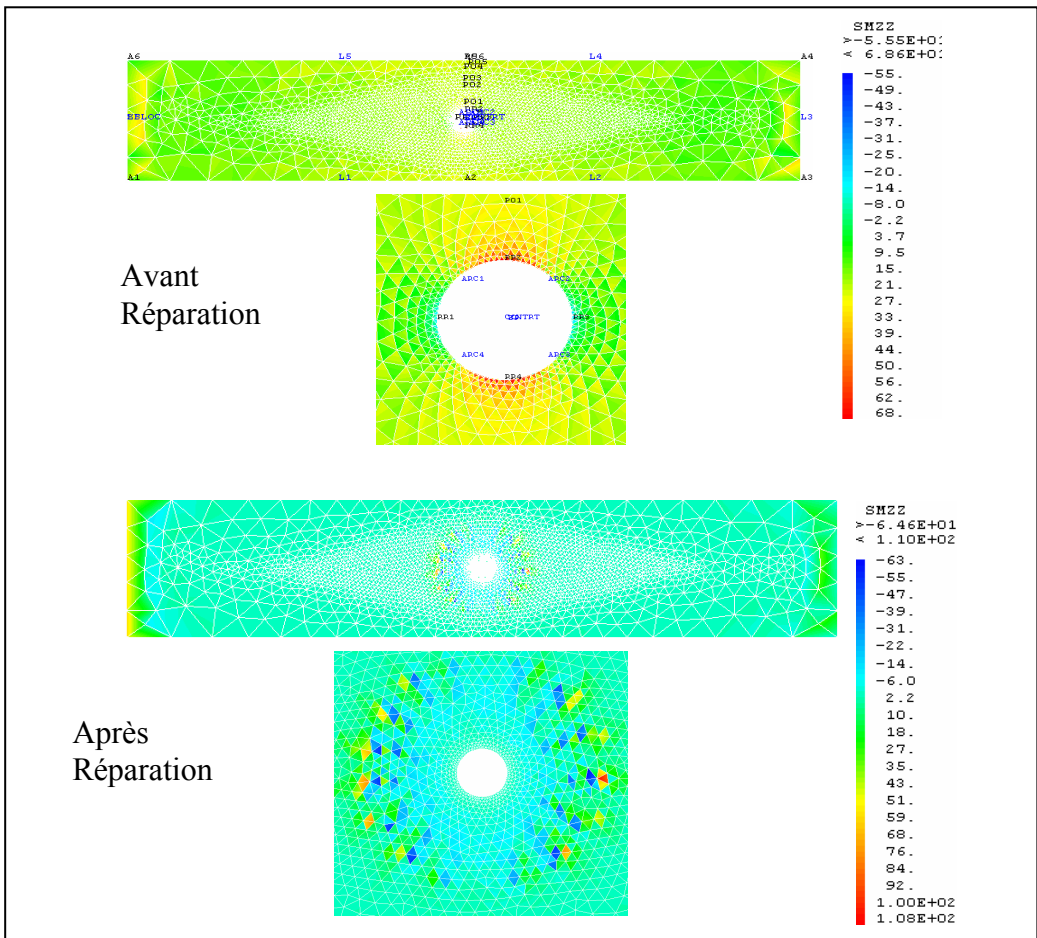 SMZZ
>-5.55E+01
< 6.86E+01
A6 L5 L4 A4
PO5
PO4
PO3
PO2
PO1
EBLOC L3
A1 L1 A2 L2 A3
-55.
-49.
-43.
-37.
-31.
-25.
-20.
-14.
-8.0
-2.2
3.7
9.5
15.
21.
27.
33.
39.
44.
50.
56.
62.
68.
Avant
Réparation
PO1
ARC1 ARC2
RR1
ARC4
RR4
SMZZ
>-6.46E+01
< 1.10E+02
-63.
-55.
-47.
-39.
-31.
-22.
-14.
-6.0
2.2
10.
18.
27.
35.
43.
51.
59.
68.
76.
84.
92.
1.00E+02
1.08E+02
Après
Réparation